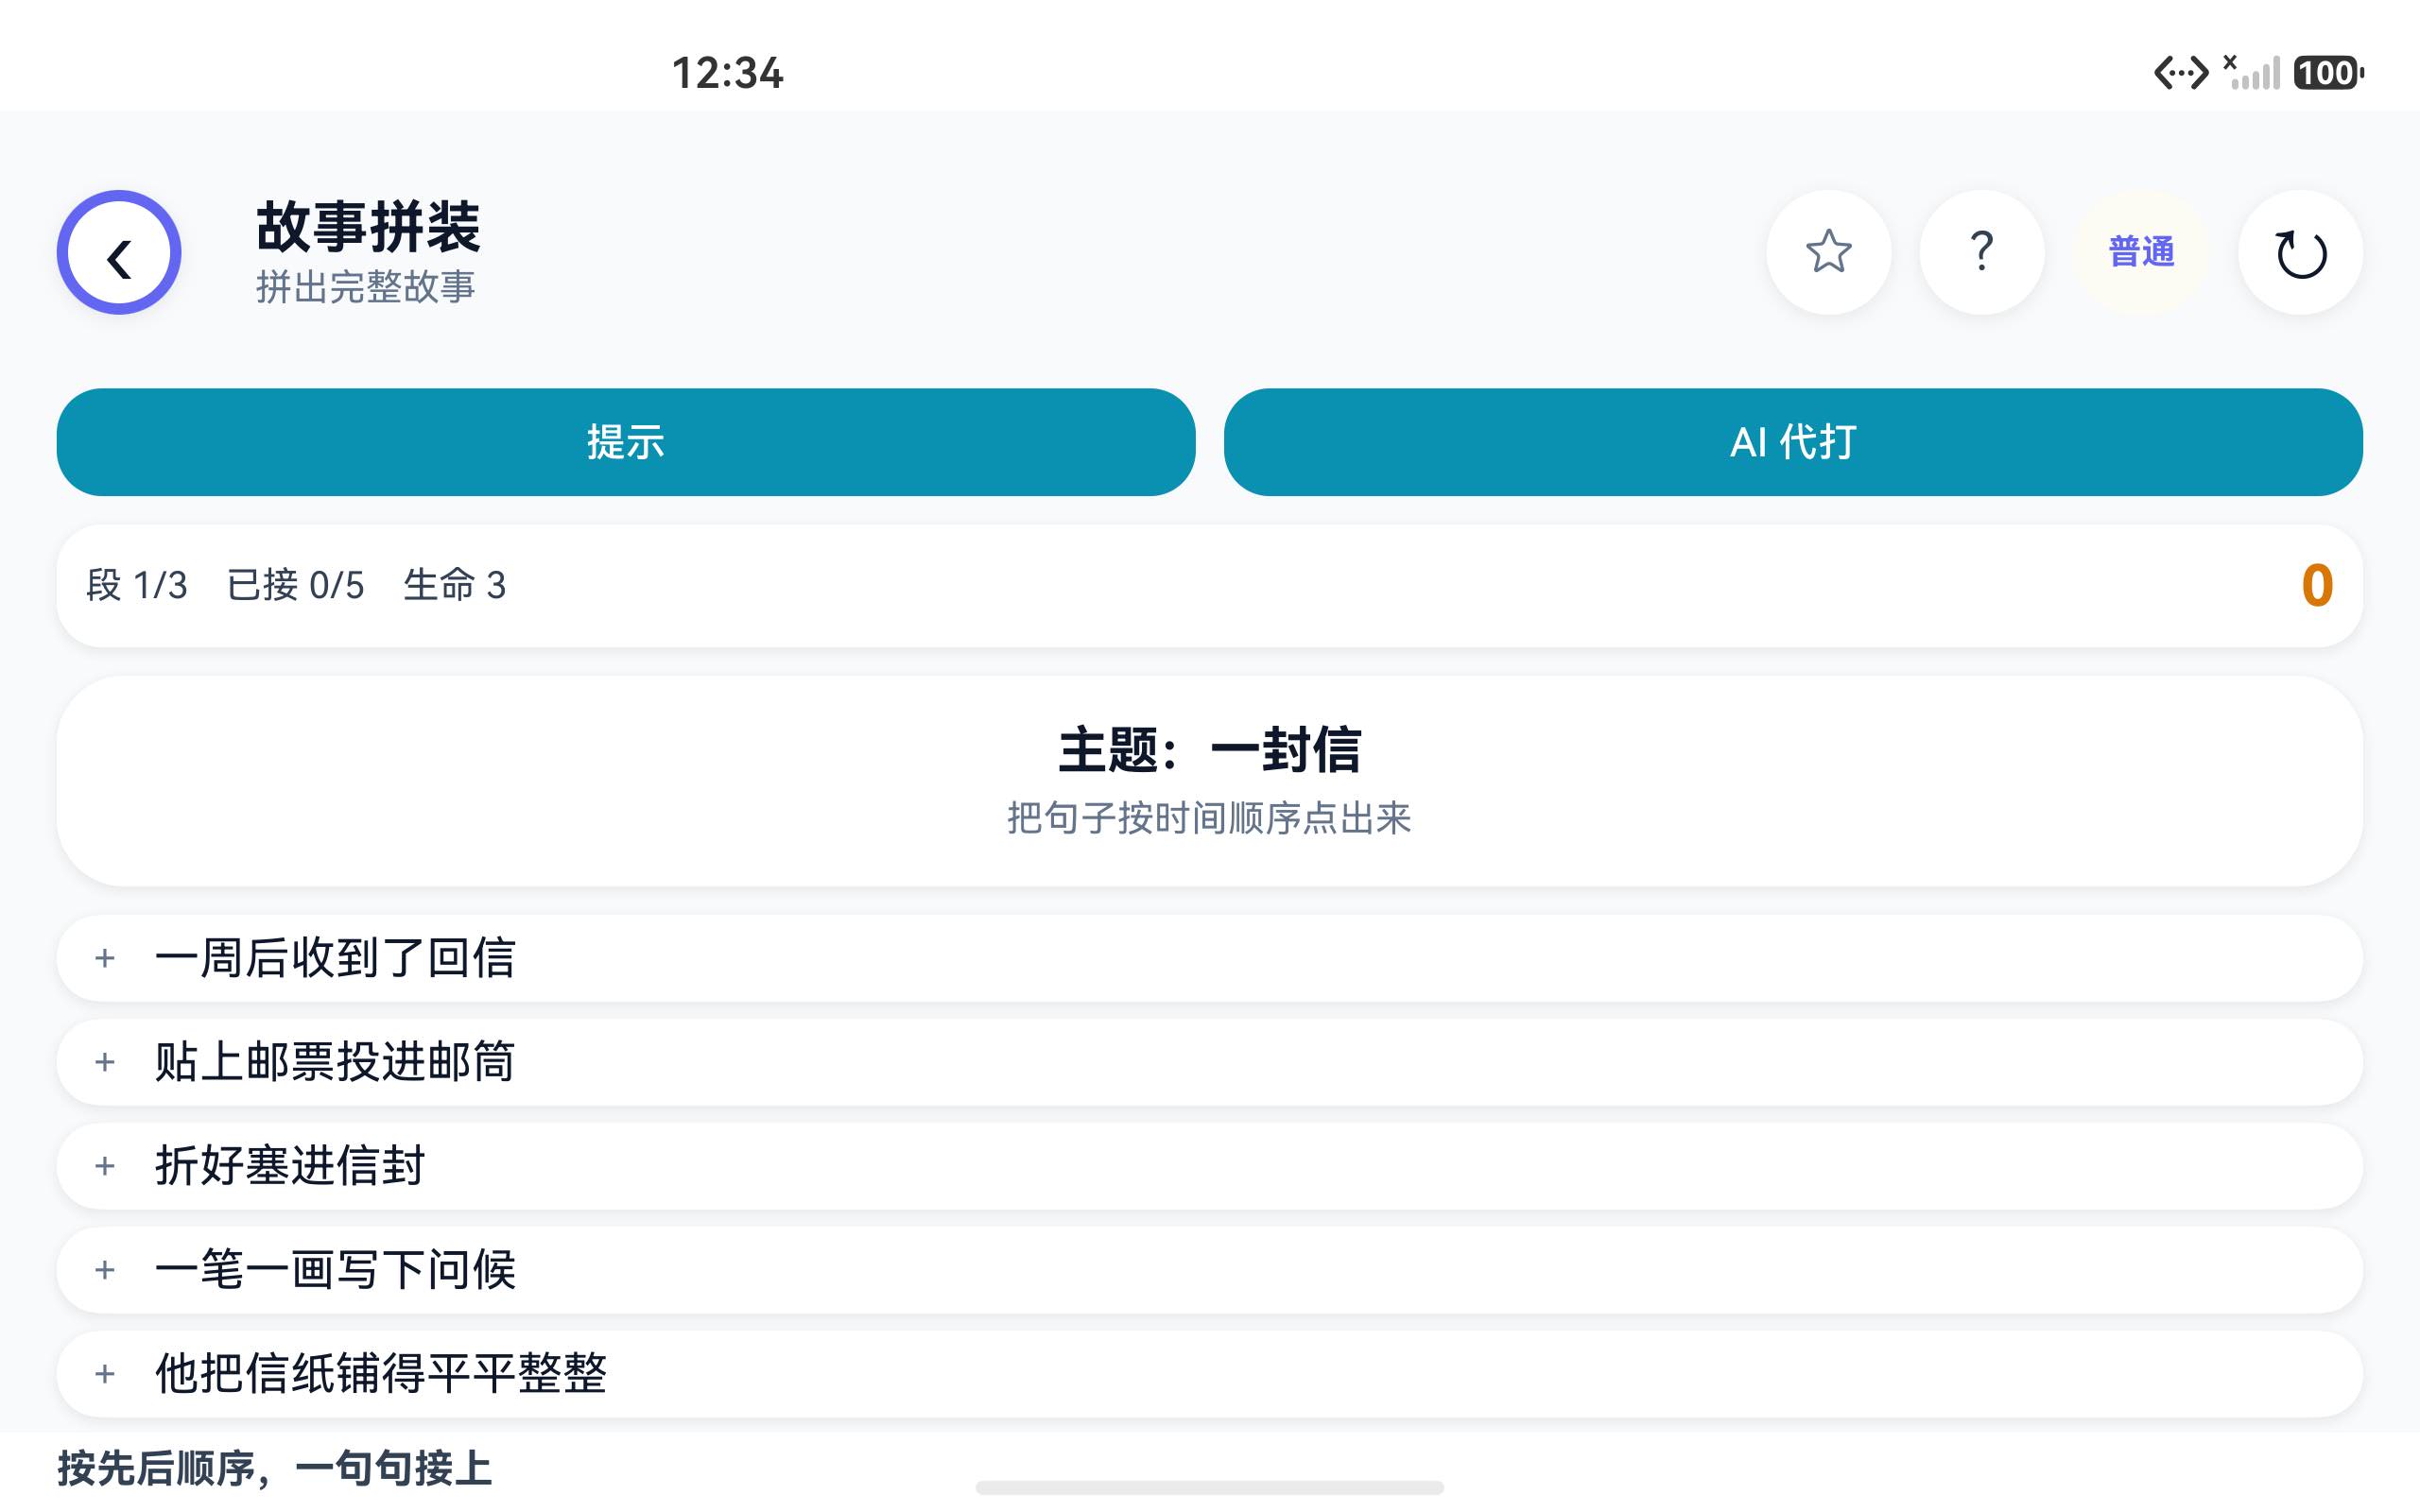 12:34
100
故事拼装
拼出完整故事
?
普通
提示
AI 代打
段 1/3 已接 0/5 生命 3
0
主题：一封信
把句子按时间顺序点出来
+ 一周后收到了回信
+ 贴上邮票投进邮筒
+ 折好塞进信封
+ 一笔一画写下问候
+ 他把信纸铺得平平整整
按先后顺序，一句句接上